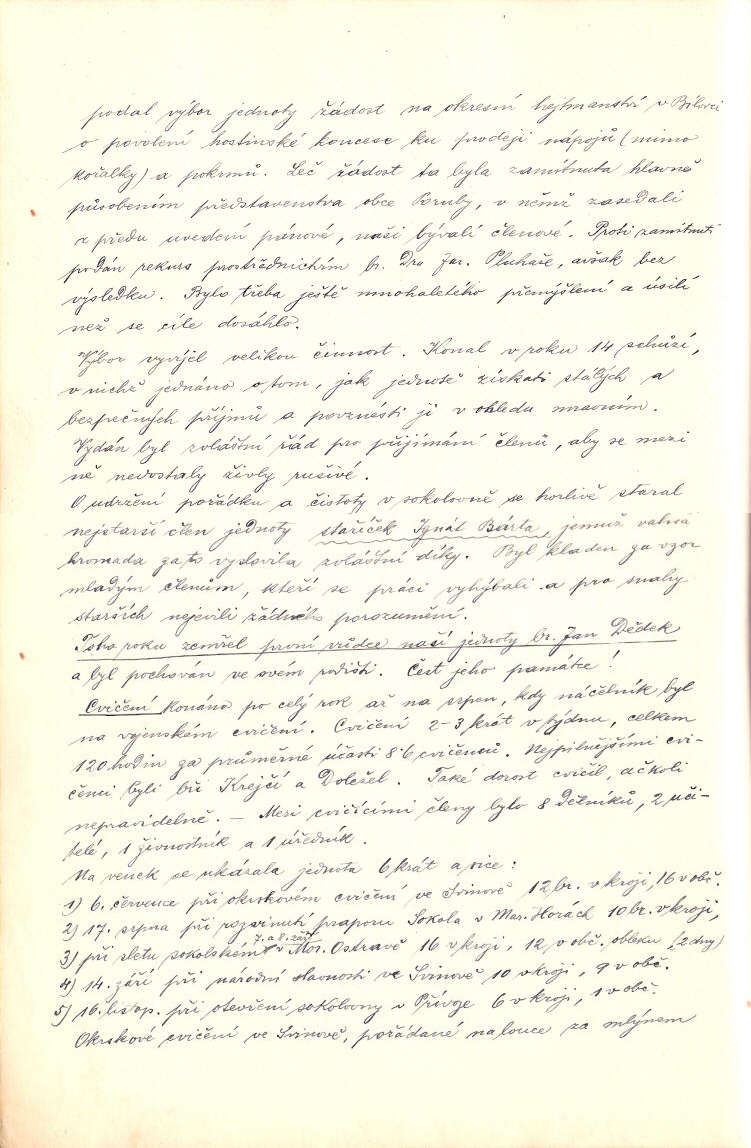 podal výbor jednoty žádost na okresní hejtmanství v Bílovci
o povolení hostinské koncese ku prodeji nápojů (mimo
kořalky) a pokrmů. Leč žádost ta byla zamítnuta hlavně
působením představenstva obce Poruby, v němž zasedali
z předu uvedení pánové, naši bývalí členové. Proti zamítnutí
podán rekurs prostřednictvím br. Dra Jar. Pluhaře, avšak bez
výsledku. Bylo třeba ještě mnohaletého přemýšlení a úsilí
než se cíle dosáhlo.
Výbor vyvíjel velikou činnost. Konal v roku 14 schůzí,
v nichž jednáno o tom, jak jednotě získati stálých a
bezpečných příjmů a povznésti ji v ohledu mravním.
Vydán byl zvláštní řád pro přijímání členů, aby se mezi
ně nedostaly živly rušivé.
O udržení pořádku a čistoty v sokolovně se horlivě staral
nejstarší člen jednoty stařiček Ignát Bárta, jemuž valná
hromada za to vyslovila zvláštní díky. Byl kladen za vzor
mladým členům, kteří se práci vyhýbali a pro snahy
starších nejevili žádného porozumění.
Toho roku zemřel první vůdce naší jednoty br. Jan Dědek
a byl pochován ve svém rodišti. Čest jeho památce!
Cvičení konáno po celý rok až na srpen, kdy náčelník byl
na vojenském cvičení. Cvičení 2-3 krát v týdnu, celkem
120 hodin za průměrné účasti 8·6 cvičenců. Nejpilnějšími cvi-
čenci byli bři Krejčí a Doležel. Také dorost cvičil, ačkoli
nepravidelně. — Mezi cvičícími členy bylo 8 dělníků, 2 uči-
telé, 1 živnostník a 1 úředník.
Na venek se ukázala jednota 6 krát a sice:
1) 6. července při okrskovém cvičení ve Svinově 12 br. v kroji, 16 v obč.
2) 17. srpna při rozvinutí praporu Sokola v Mar. Horách 10 br. v kroji,
3) při sletu sokolském 7. a 8. září v Mor. Ostravě 16 v kroji, 12 v obč. obleku (2 dny)
4) 14. září při národní slavnosti ve Svinově 10 v kroji, 9 v obč.
5) 16. listop. při otevření sokolovny v Přívoze 6 v kroji, 1 v obč.
Okrskové cvičení ve Svinově, pořádané na louce za mlýnem